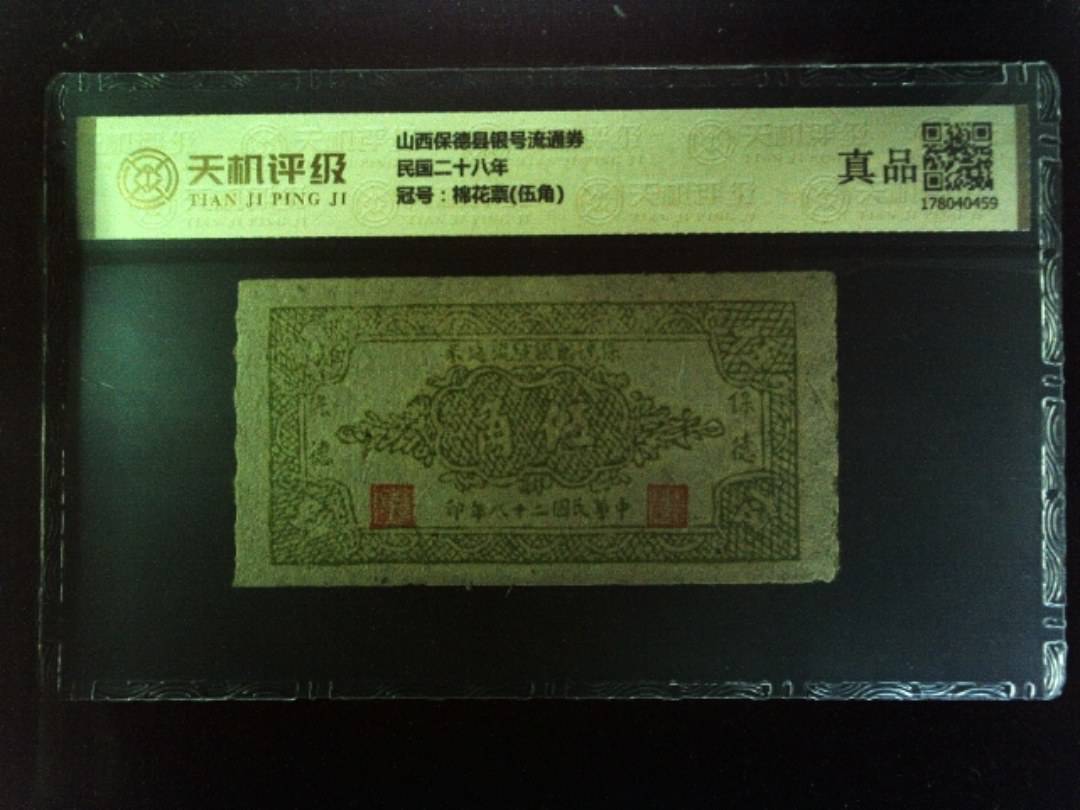 天机评级
TIAN JI PING JI
山西保德县银号流通券
民国二十八年
冠号：棉花票(伍角)
真品
178040459
保德
角伍
印年八十二國民華中